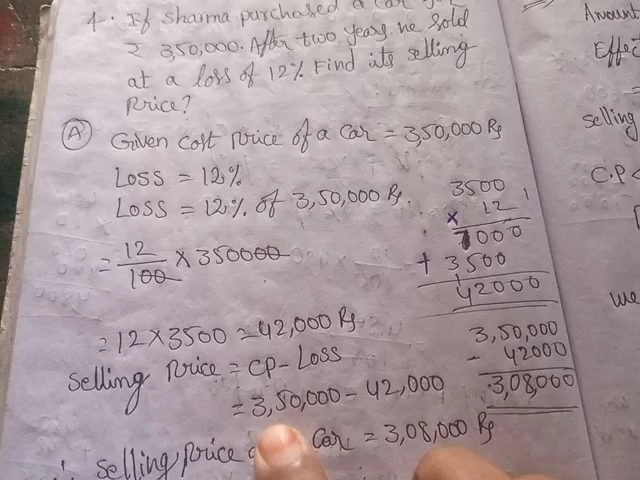 4. If Sharma purchased a car for
₹ 350,000. After two years he sold
at a loss of 12% Find its selling
Price?
(A) Given cost price of a car = 3,50,000 Rs
Loss = 12%
Loss = 12% of 3,50,000 Rs.
= 12/100 × 350000
= 12×3500 = 42,000 Rs
Selling Price = CP - Loss
= 3,50,000 - 42,000
Selling price Car = 3,08,000 Rs
3500
× 12
7000
+ 3500
42000
3,50,000
- 42000
3,08,000
Amount
Effec
=
selling
C.P <
we